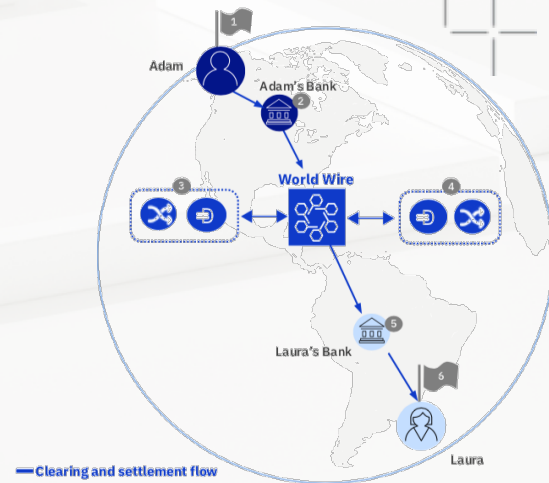 1
Adam
Adam's Bank
2
World Wire
3
4
5
Laura's Bank
6
Laura
Clearing and settlement flow